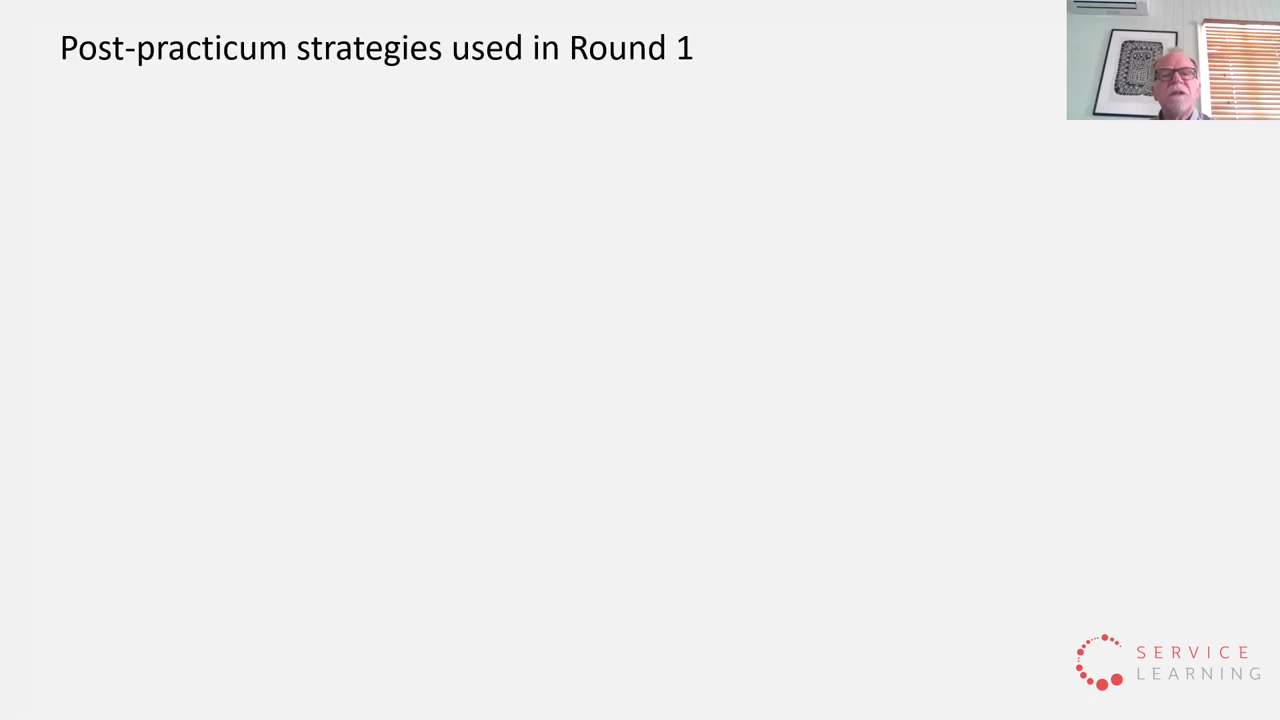 Post-practicum strategies used in Round 1
SERVICE
LEARNING